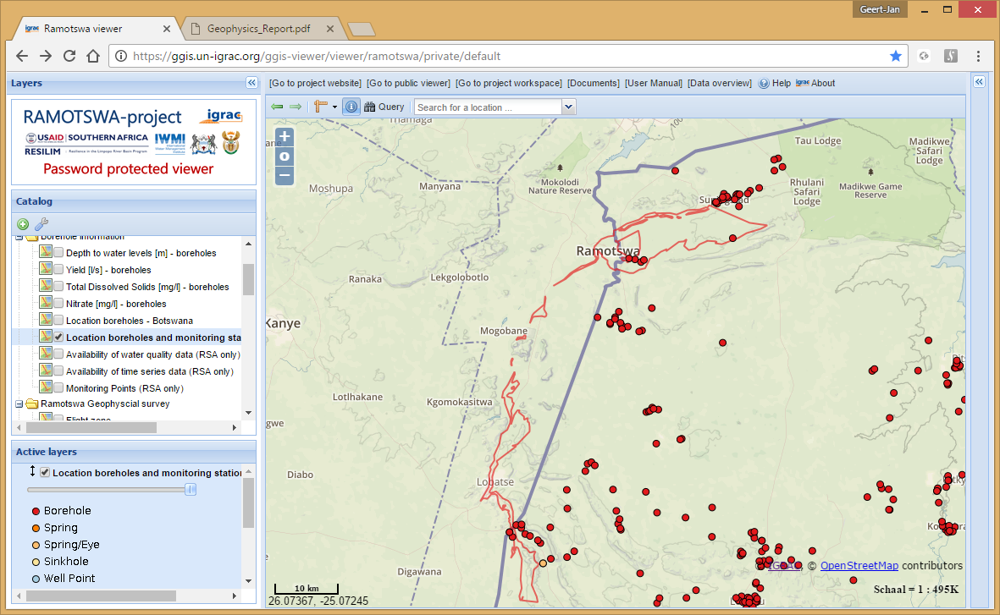 Geert-Jan
igrac Ramotswa viewer
Geophysics_Report.pdf
https://ggis.un-igrac.org/ggis-viewer/viewer/ramotswa/private/default
Layers
[Go to project website] [Go to public viewer] [Go to project workspace] [Documents] [User Manual] [Data overview] Help igrac About
Query
Search for a location ...
RAMOTSWA-project
igrac
USAID SOUTHERN AFRICA
RESILIM
Resilience in the Limpopo River Basin Program
IWMI
International
Water Management
Institute
Password protected viewer
Catalog
Borehole information
Depth to water levels [m] - boreholes
Yield [l/s] - boreholes
Total Dissolved Solids [mg/l] - boreholes
Nitrate [mg/l] - boreholes
Location boreholes - Botswana
Location boreholes and monitoring sta
Availability of water quality data (RSA only)
Availability of time series data (RSA only)
Monitoring Points (RSA only)
Ramotswa Geophyscial survey
Flight zone
Active layers
Location boreholes and monitoring station
Borehole
Spring
Spring/Eye
Sinkhole
Well Point
Thamaga
Tau Lodge
Madikwe
Safari
Lodge
Moshupa
Manyana
Mokolodi
Nature Reserve
Rhulani
Safari
Lodge
Madikwe Game
Reserve
Ramotswa
Ranaka
Lekgolobotlo
Kanye
Mogobane
Lotlhakane
Kgomokasitwa
gwe
Diabo
Lobatse
Digawana
IGRAC, © OpenStreetMap contributors
10 km
26.07367, -25.07245
Schaal = 1 : 495K